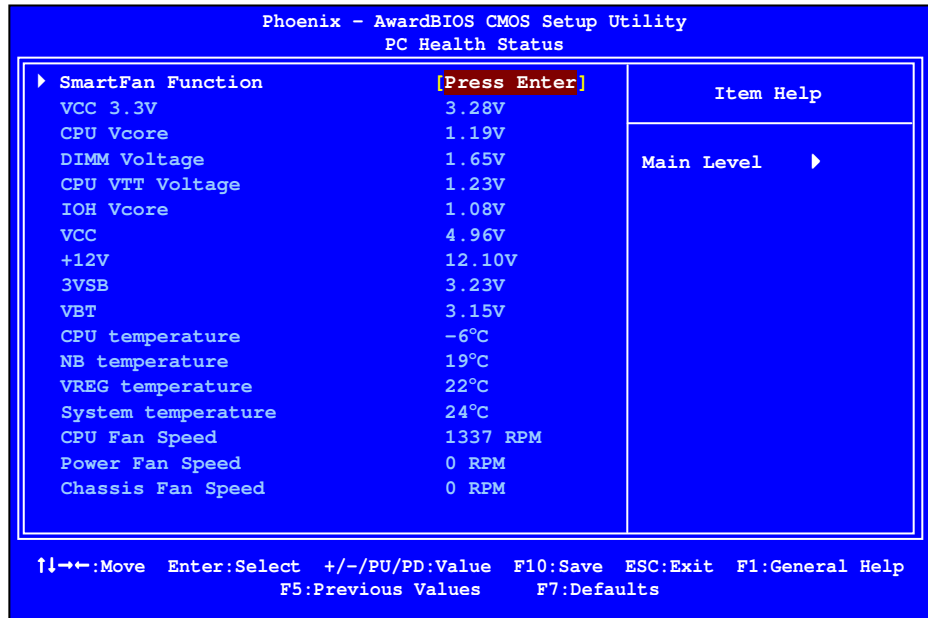 Phoenix - AwardBIOS CMOS Setup Utility
PC Health Status
SmartFan Function [Press Enter]
VCC 3.3V 3.28V
CPU Vcore 1.19V
DIMM Voltage 1.65V
CPU VTT Voltage 1.23V
IOH Vcore 1.08V
VCC 4.96V
+12V 12.10V
3VSB 3.23V
VBT 3.15V
CPU temperature -6°C
NB temperature 19°C
VREG temperature 22°C
System temperature 24°C
CPU Fan Speed 1337 RPM
Power Fan Speed 0 RPM
Chassis Fan Speed 0 RPM
Item Help
Main Level
↑↓→←:Move Enter:Select +/-/PU/PD:Value F10:Save ESC:Exit F1:General Help
F5:Previous Values F7:Defaults